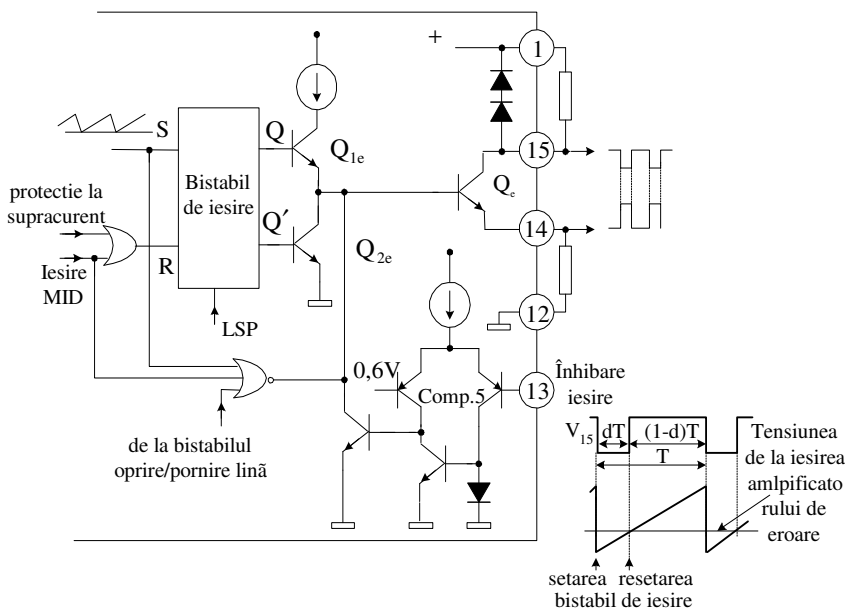 +
1
S
Q
Q1e
15
protectie la
supracurent
Bistabil
de iesire
Qe
Q′
14
Iesire
MID
R
Q2e
LSP
12
0,6V
Comp.5
13
Înhibare
iesire
de la bistabilul
oprire/pornire linã
V15
dT
(1-d)T
T
Tensiunea
de la iesirea
amlpificato
rului de
eroare
setarea
resetarea
bistabil de iesire